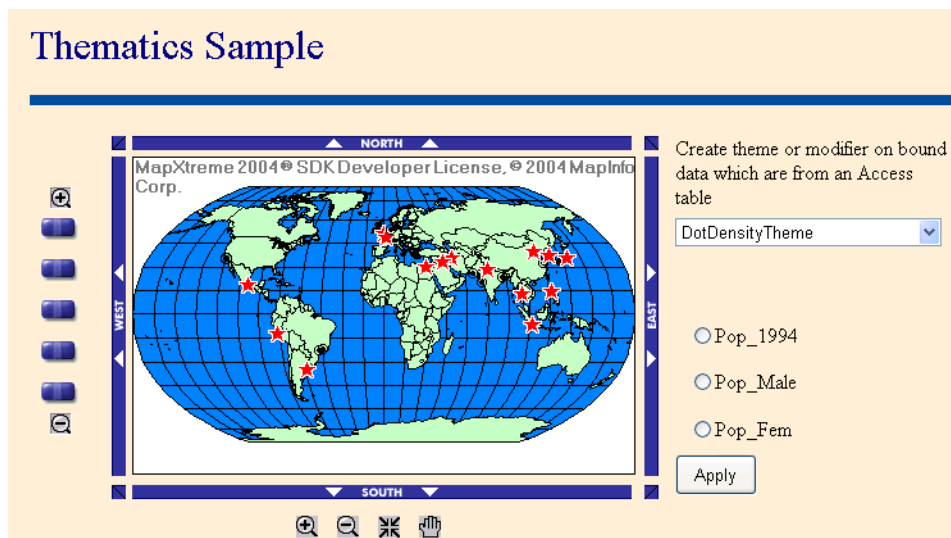 Thematics Sample
NORTH
MapXtreme 2004® SDK Developer License, © 2004 MapInfo
Corp.
WEST
EAST
SOUTH
Create theme or modifier on bound
data which are from an Access
table
DotDensityTheme
Pop_1994
Pop_Male
Pop_Fem
Apply